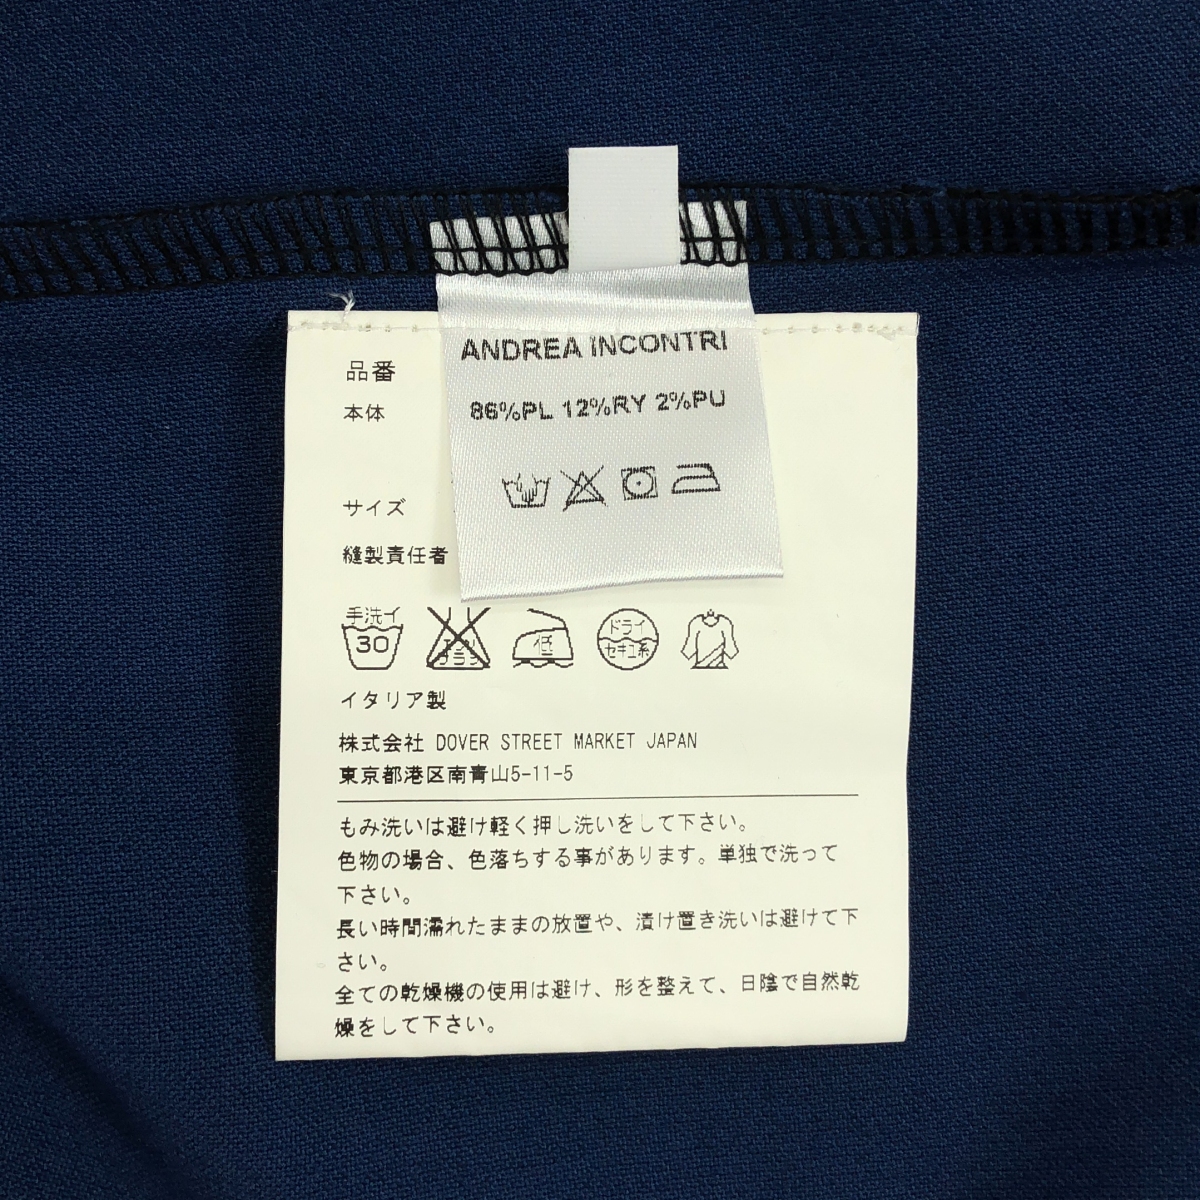 ANDREA INCONTRI
86%PL 12%RY 2%PU
品番
本体
サイズ
縫製責任者
手洗イ
30
エンソ
サラシ
低
ドライ
セキユ系
イタリア製
株式会社 DOVER STREET MARKET JAPAN
東京都港区南青山5-11-5
もみ洗いは避け軽く押し洗いをして下さい。
色物の場合、色落ちする事があります。単独で洗って
下さい。
長い時間濡れたままの放置や、漬け置き洗いは避けて下
さい。
全ての乾燥機の使用は避け、形を整えて、日陰で自然乾
燥をして下さい。